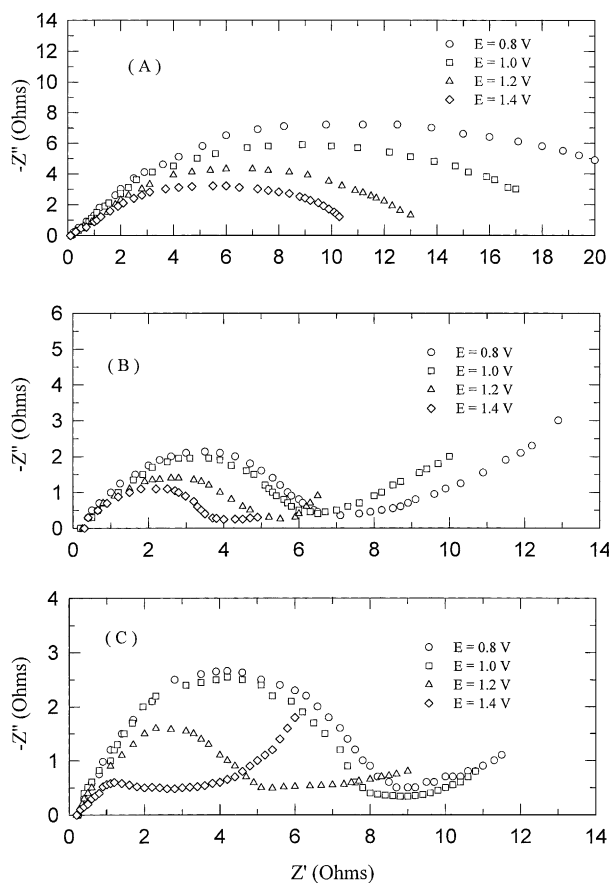 14
12
10
8
6
4
2
0
-Z" (Ohms)
( A )
E = 0.8 V
E = 1.0 V
E = 1.2 V
E = 1.4 V
0 2 4 6 8 10 12 14 16 18 20
6
5
4
3
2
1
0
-Z" (Ohms)
( B )
E = 0.8 V
E = 1.0 V
E = 1.2 V
E = 1.4 V
0 2 4 6 8 10 12 14
4
3
2
1
0
-Z" (Ohms)
( C )
E = 0.8 V
E = 1.0 V
E = 1.2 V
E = 1.4 V
0 2 4 6 8 10 12 14
Z' (Ohms)